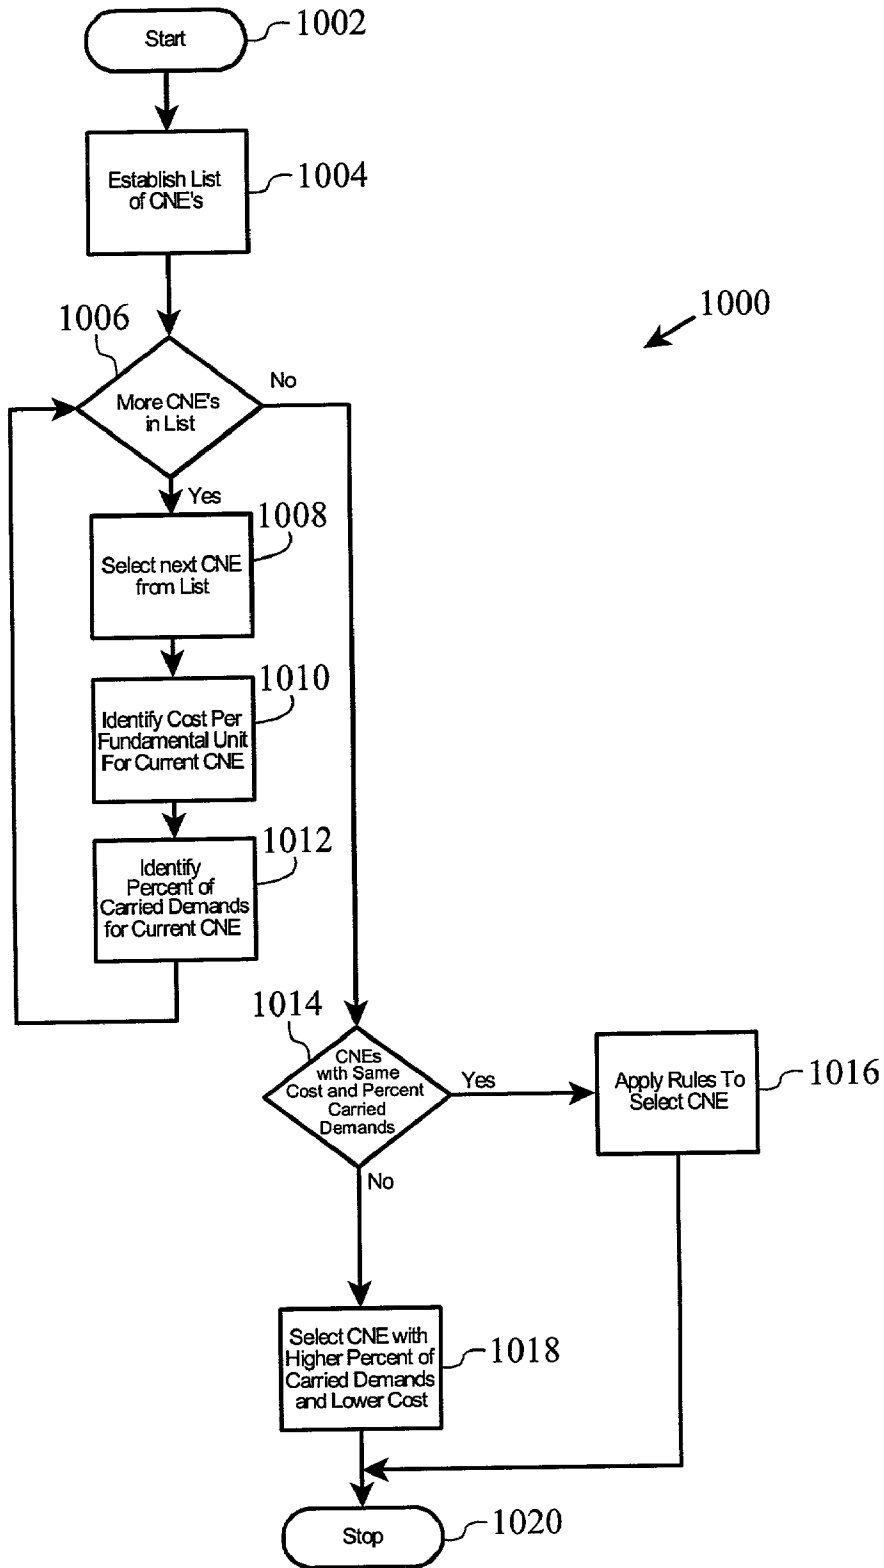 Start
1002
Establish List
of CNE's
1004
1000
1006
More CNE's
in List
No
Yes
1008
Select next CNE
from List
1010
Identify Cost Per
Fundamental Unit
For Current CNE
1012
Identify
Percent of
Carried Demands
for Current CNE
1014
CNEs
with Same
Cost and Percent
Carried
Demands
Yes
Apply Rules To
Select CNE
1016
No
Select CNE with
Higher Percent of
Carried Demands
and Lower Cost
1018
Stop
1020